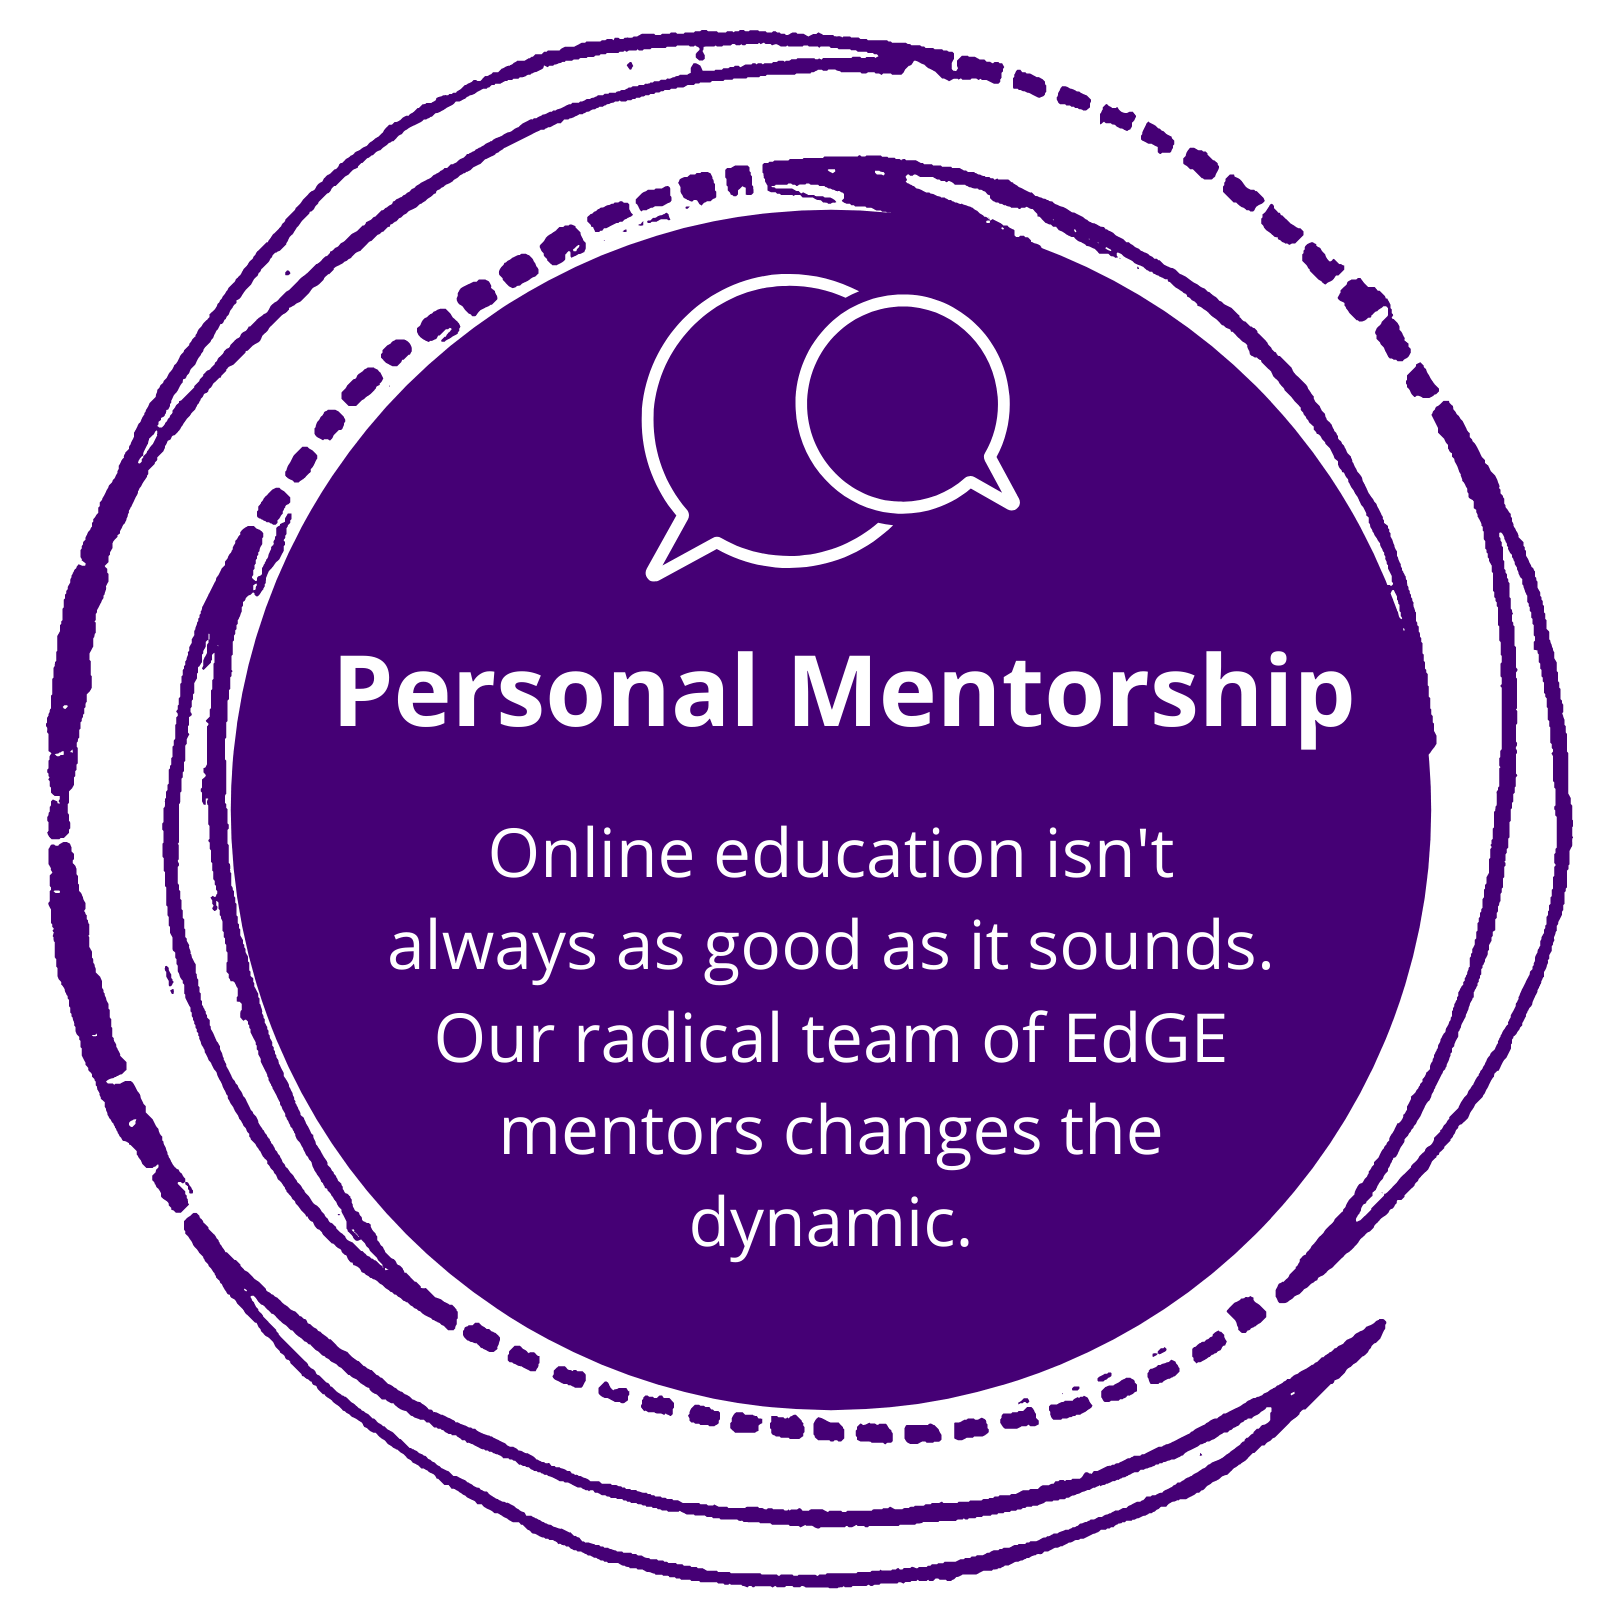 Personal Mentorship
Online education isn't
always as good as it sounds.
Our radical team of EdGE
mentors changes the
dynamic.